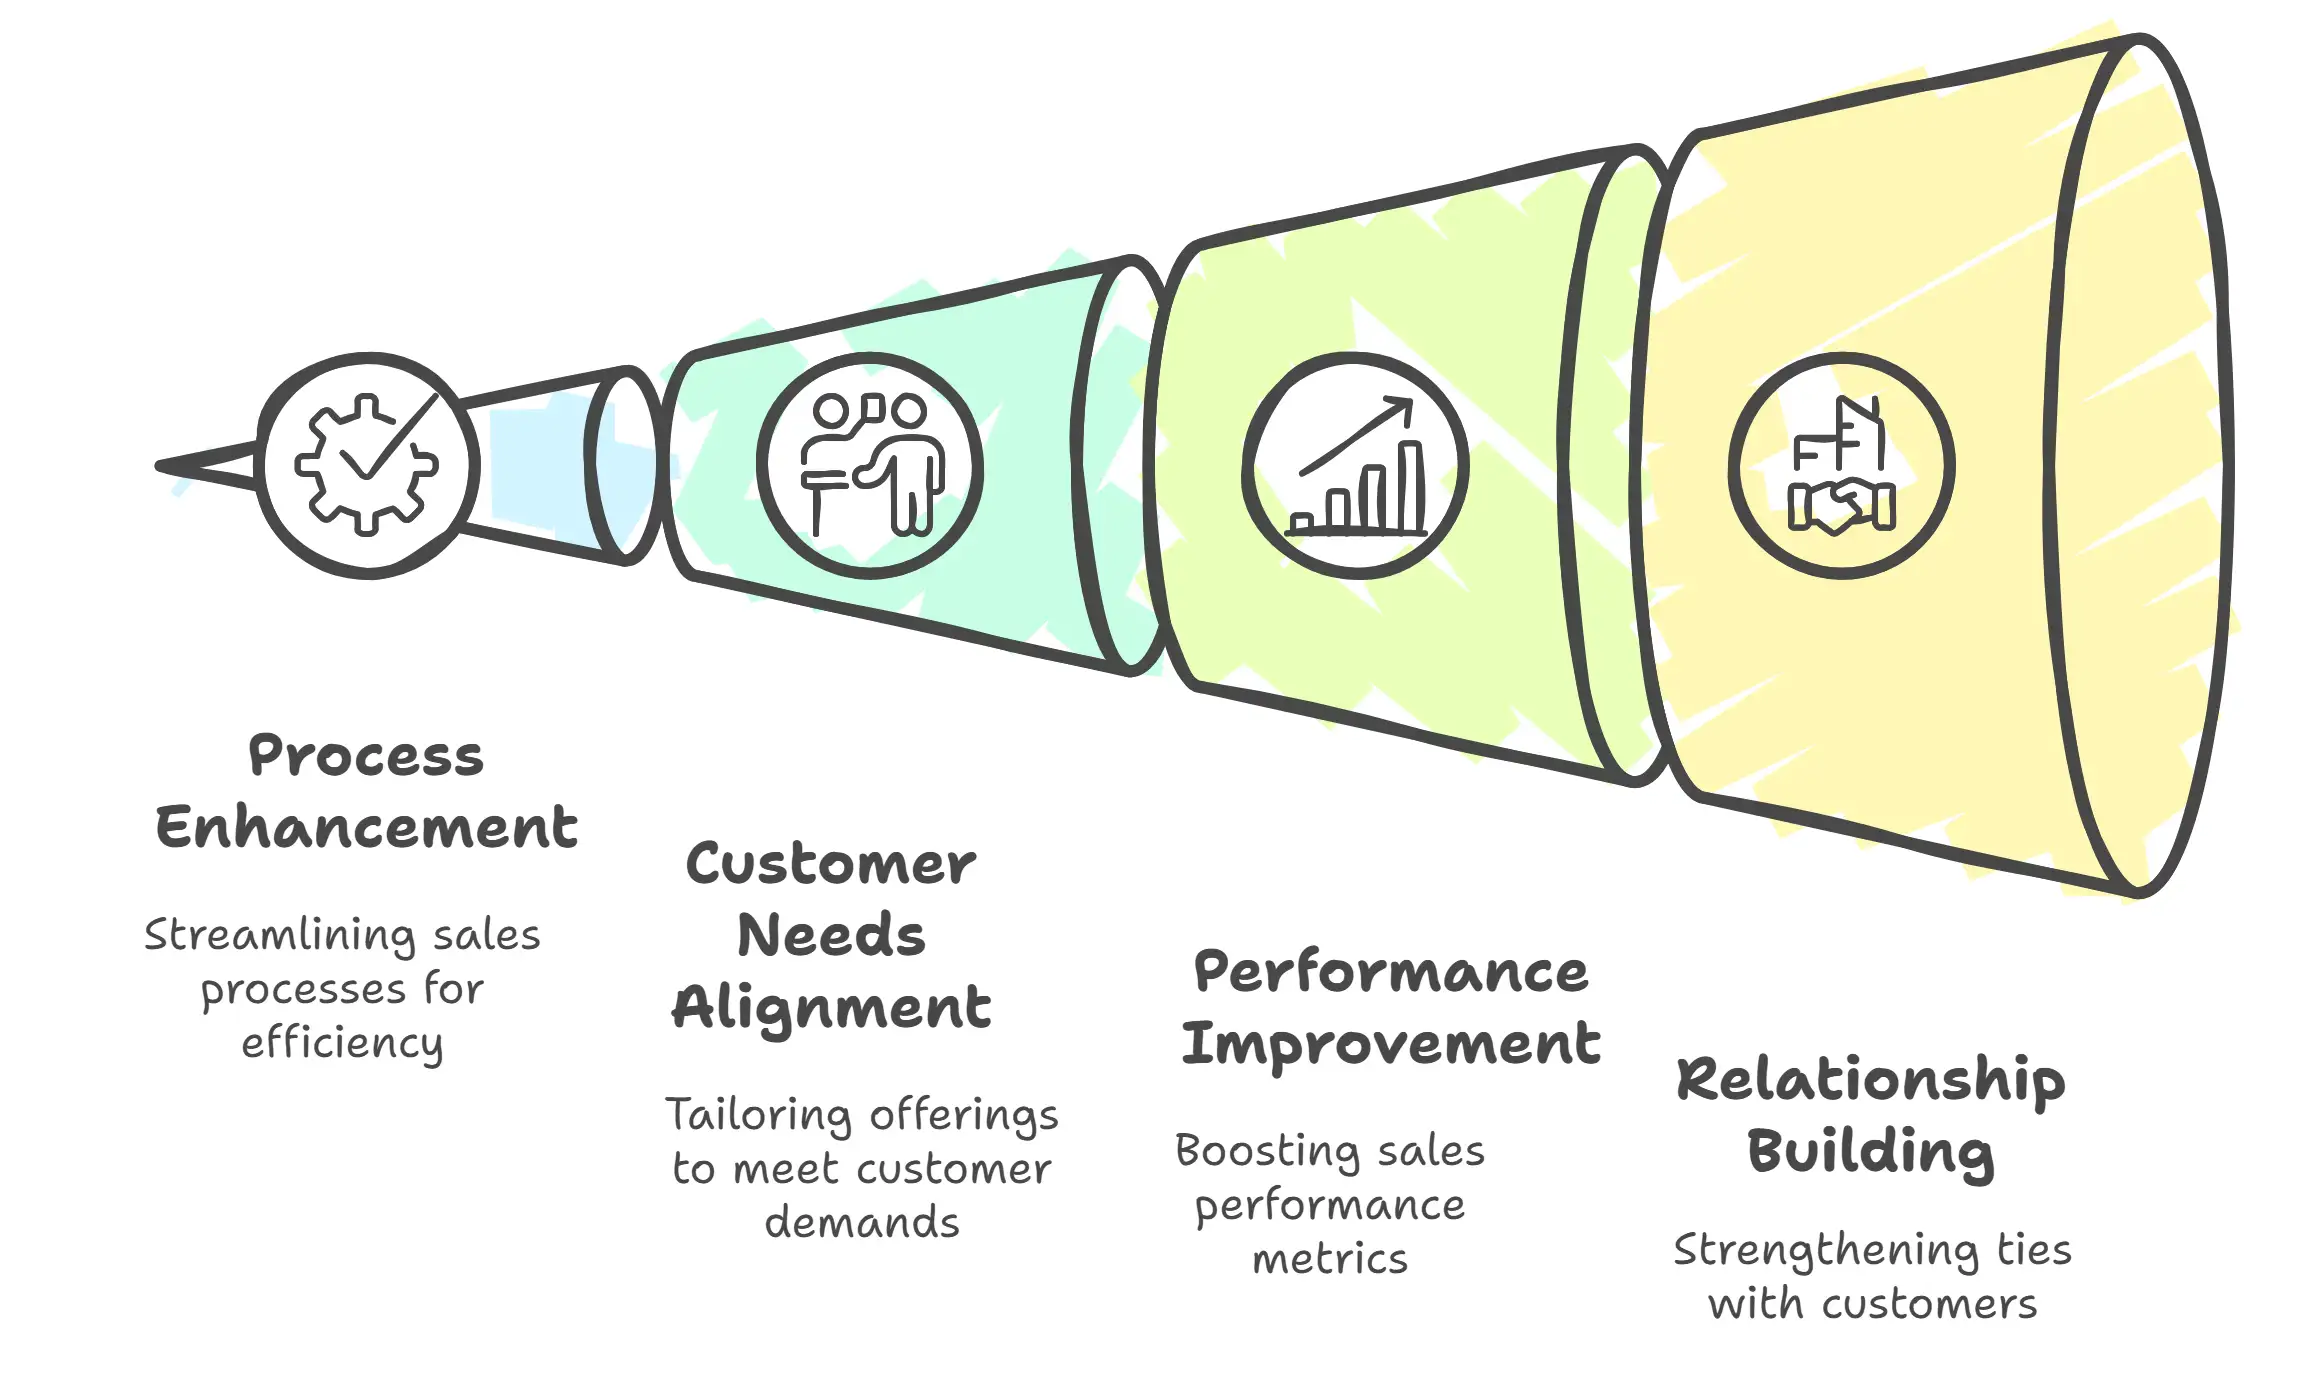 Process
Enhancement
Streamlining sales
processes for
efficiency
Customer
Needs
Alignment
Tailoring offerings
to meet customer
demands
Performance
Improvement
Boosting sales
performance
metrics
Relationship
Building
Strengthening ties
with customers